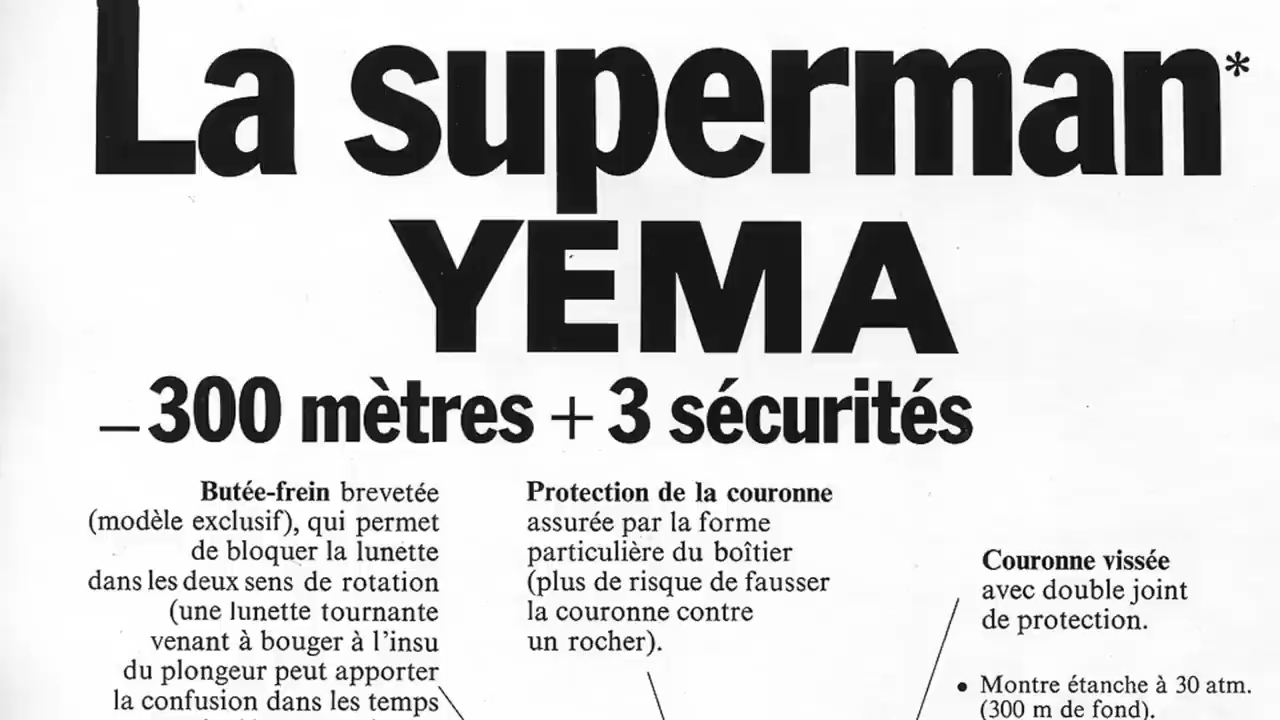 La superman*
YEMA
–300 mètres + 3 sécurités
Butée-frein brevetée
(modèle exclusif), qui permet
de bloquer la lunette
dans les deux sens de rotation
(une lunette tournante
venant à bouger à l'insu
du plongeur peut apporter
la confusion dans les temps
Protection de la couronne
assurée par la forme
particulière du boîtier
(plus de risque de fausser
la couronne contre
un rocher).
Couronne vissée
avec double joint
de protection.
• Montre étanche à 30 atm.
(300 m de fond).